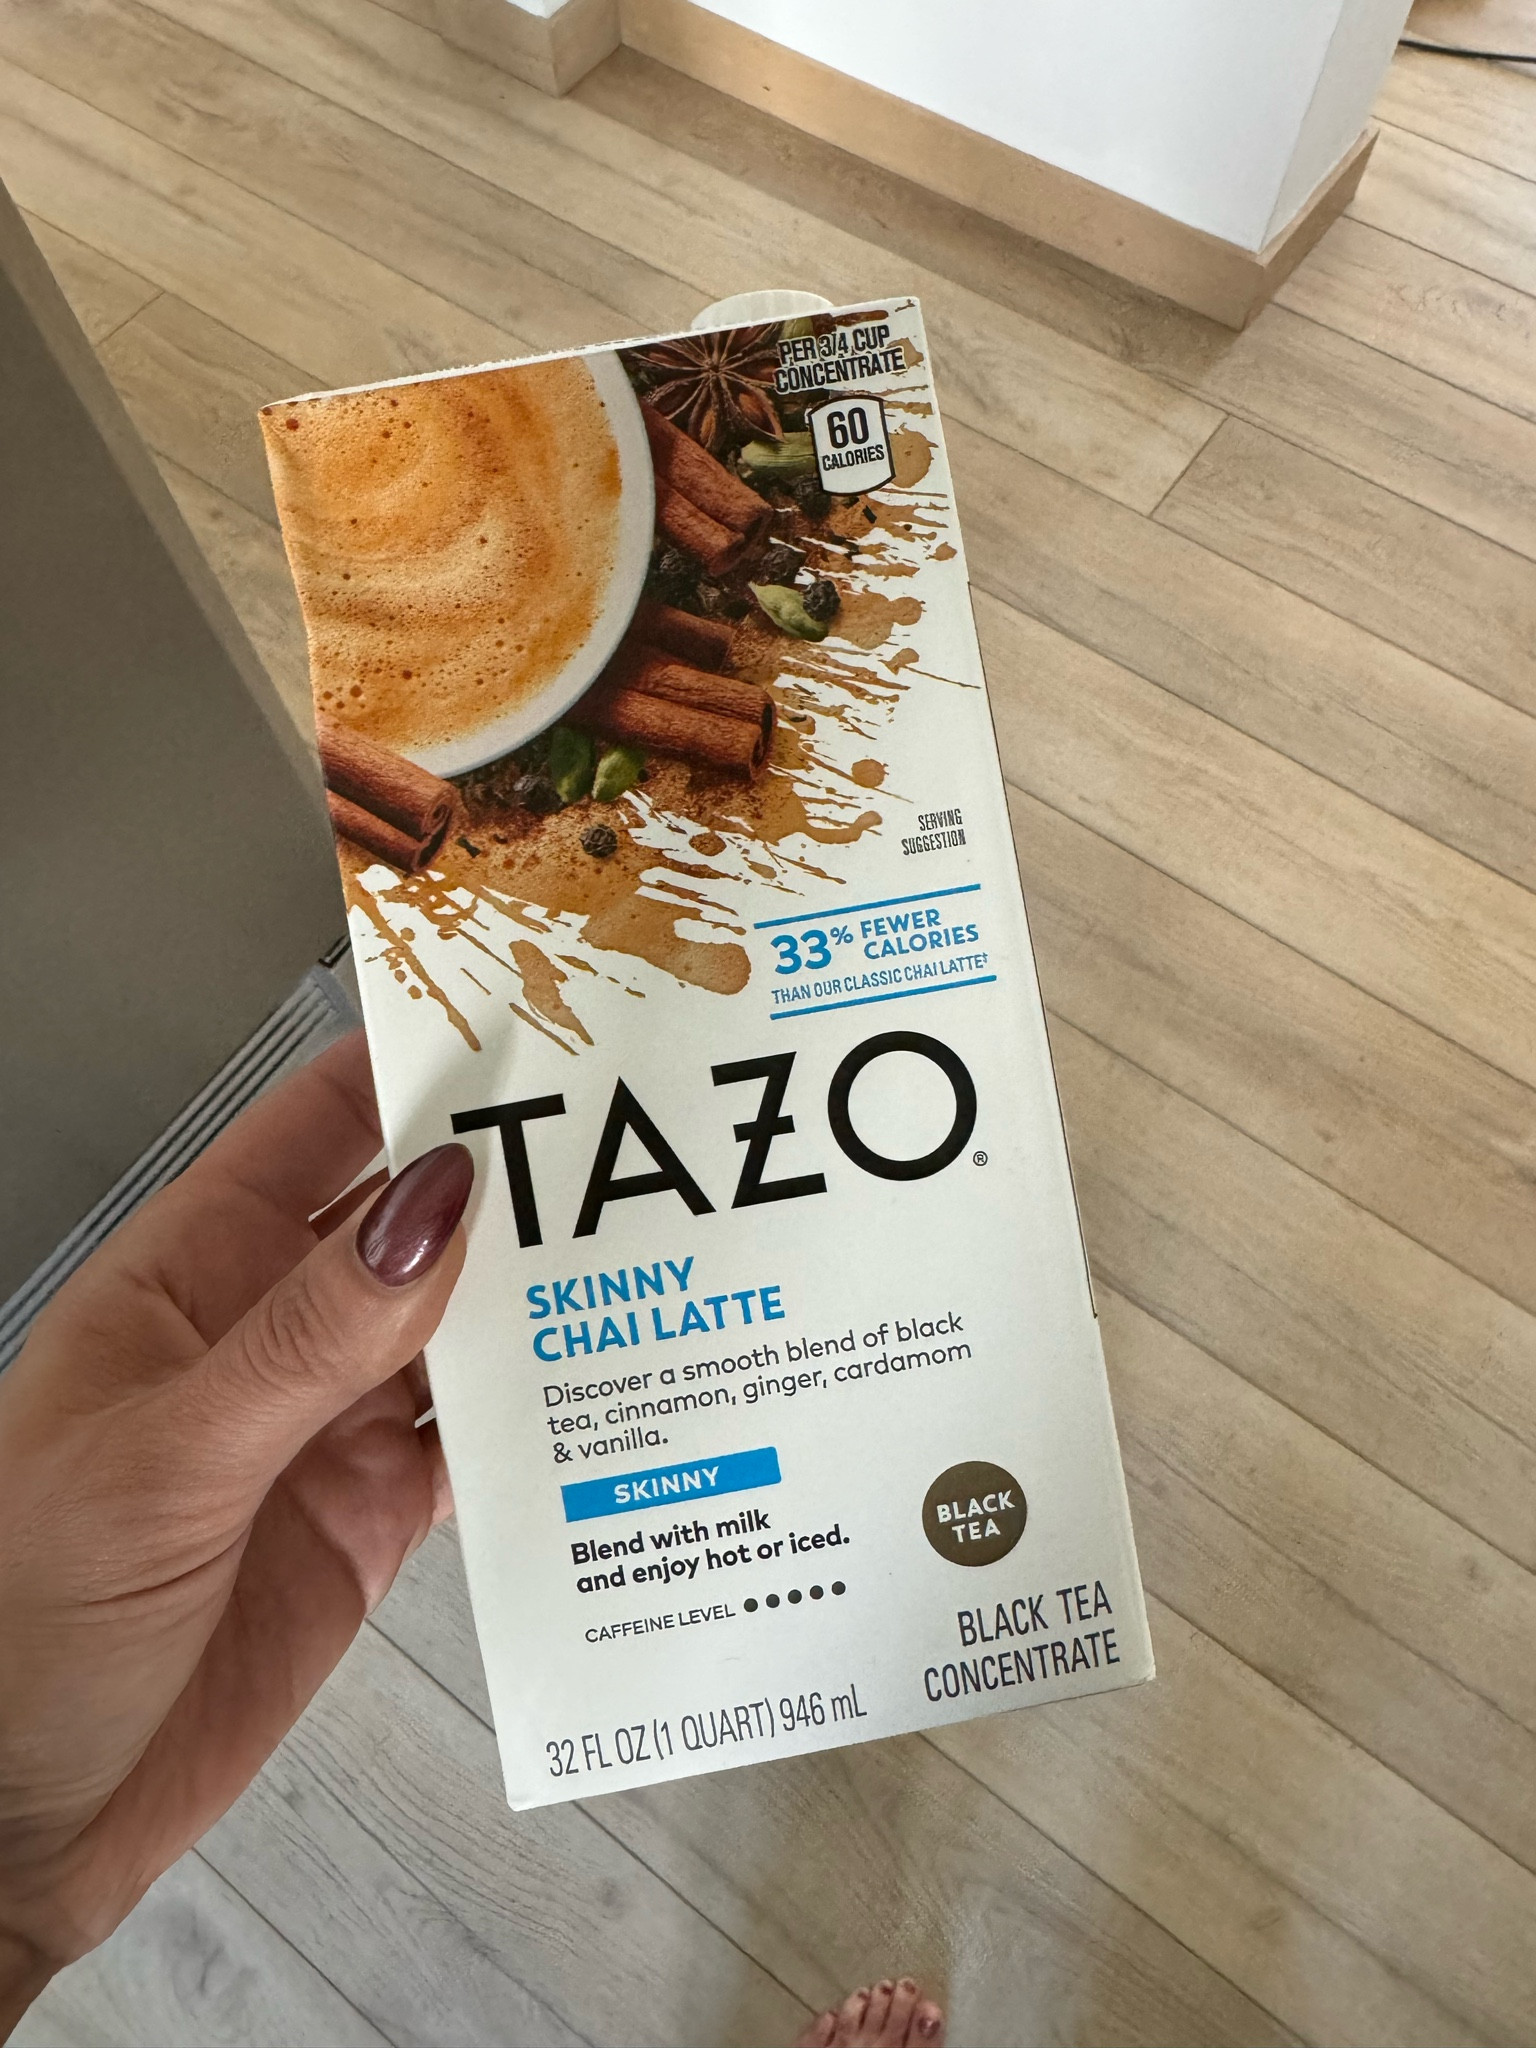 PER 3/4 CUP
CONCENTRATE
60
CALORIES
SERVING
SUGGESTION
33% FEWER
CALORIES
THAN OUR CLASSIC CHAI LATTE‡
TAZO®
SKINNY
CHAI LATTE
Discover a smooth blend of black
tea, cinnamon, ginger, cardamom
& vanilla.
SKINNY
Blend with milk
and enjoy hot or iced.
CAFFEINE LEVEL ●●●●●
BLACK
TEA
BLACK TEA
CONCENTRATE
32 FL OZ (1 QUART) 946 mL